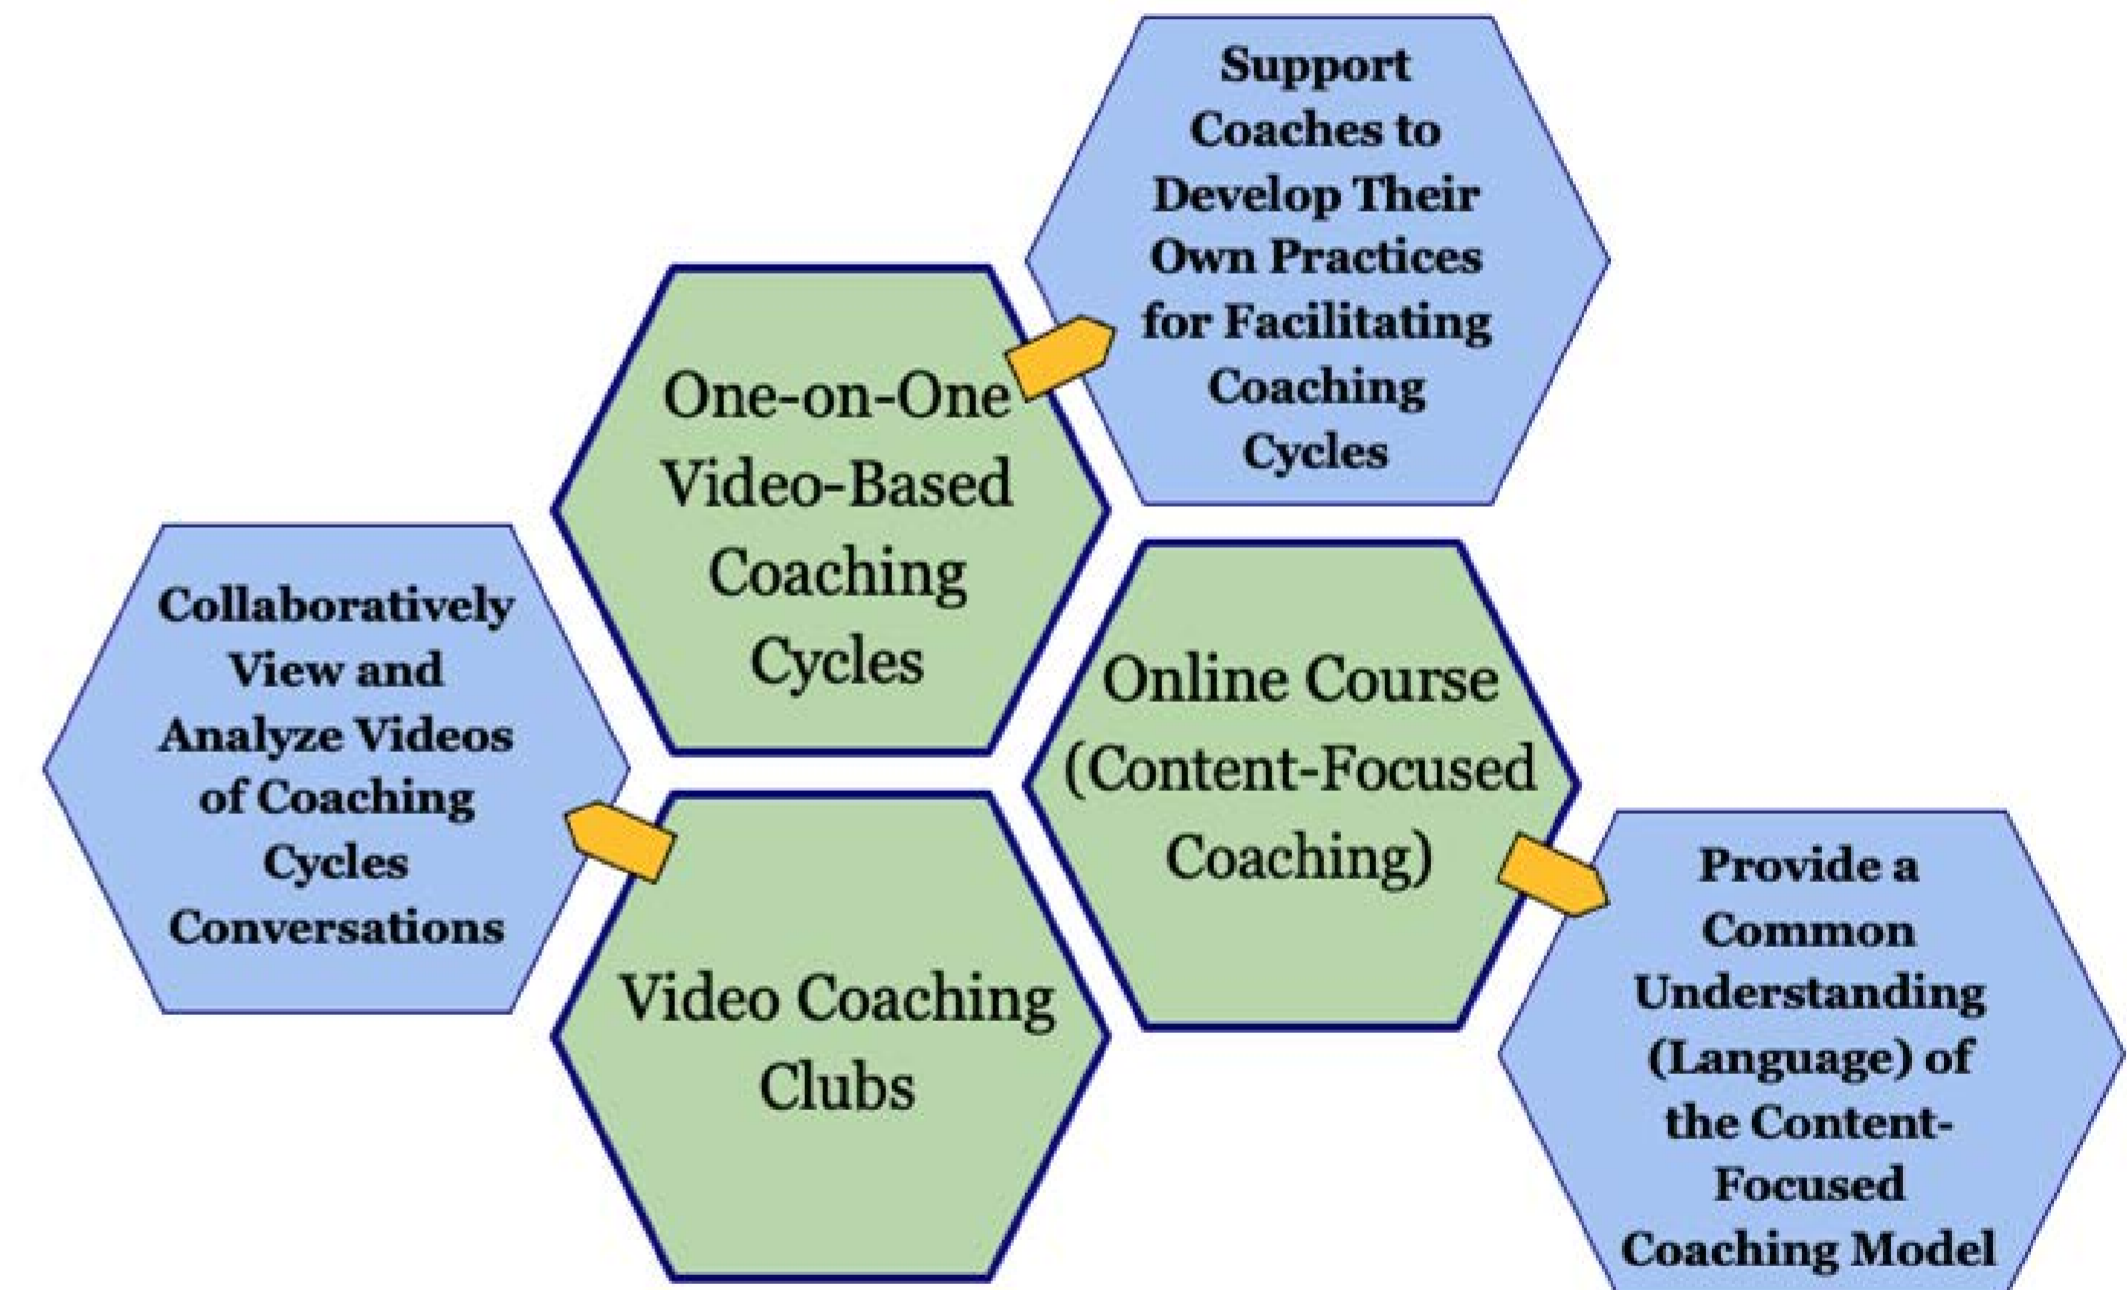 Support
Coaches to
Develop Their
Own Practices
for Facilitating
Coaching
Cycles
One-on-One
Video-Based
Coaching
Cycles
Collaboratively
View and
Analyze Videos
of Coaching
Cycles
Conversations
Online Course
(Content-Focused
Coaching)
Video Coaching
Clubs
Provide a
Common
Understanding
(Language) of
the Content-
Focused
Coaching Model